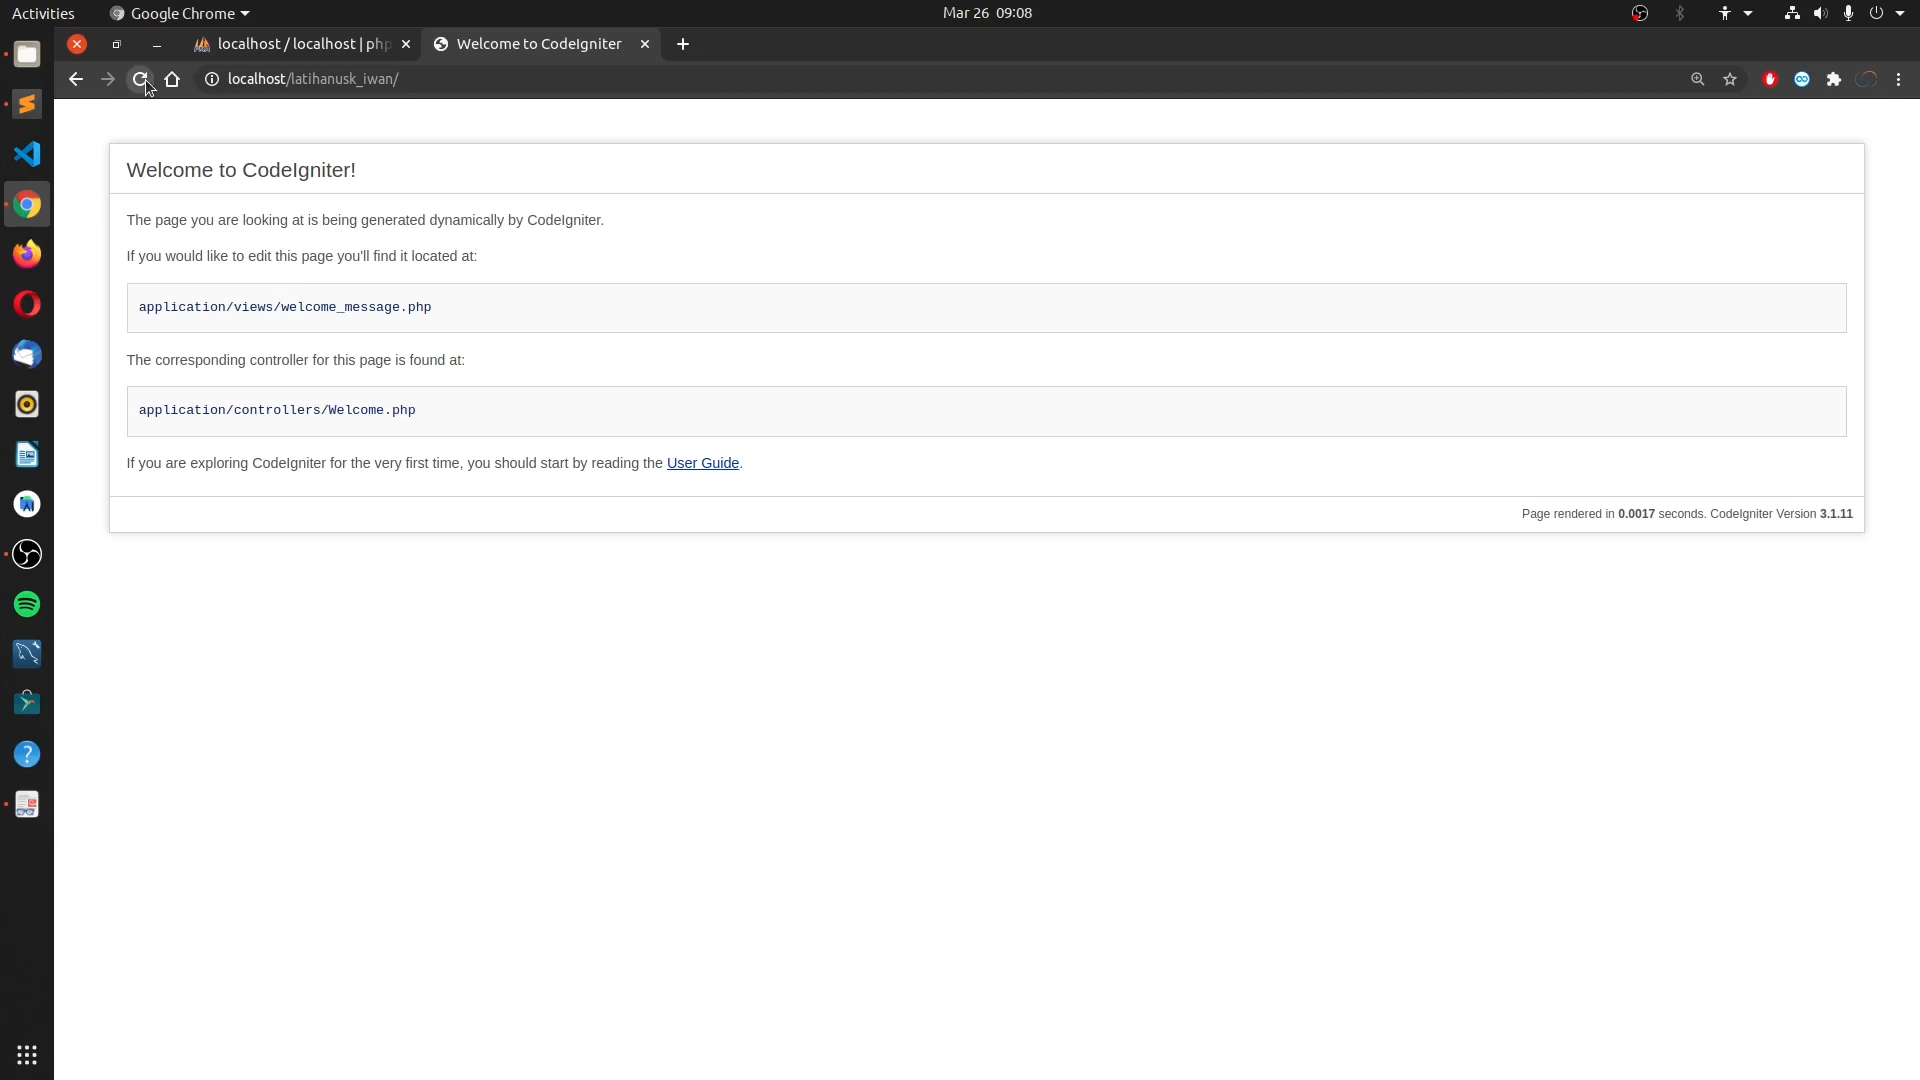 Activities
Google Chrome
Mar 26 09:08
localhost / localhost | php
Welcome to CodeIgniter
localhost/latihanusk_iwan/
Welcome to CodeIgniter!
The page you are looking at is being generated dynamically by CodeIgniter.
If you would like to edit this page you'll find it located at:
application/views/welcome_message.php
The corresponding controller for this page is found at:
application/controllers/Welcome.php
If you are exploring CodeIgniter for the very first time, you should start by reading the User Guide.
Page rendered in 0.0017 seconds. CodeIgniter Version 3.1.11